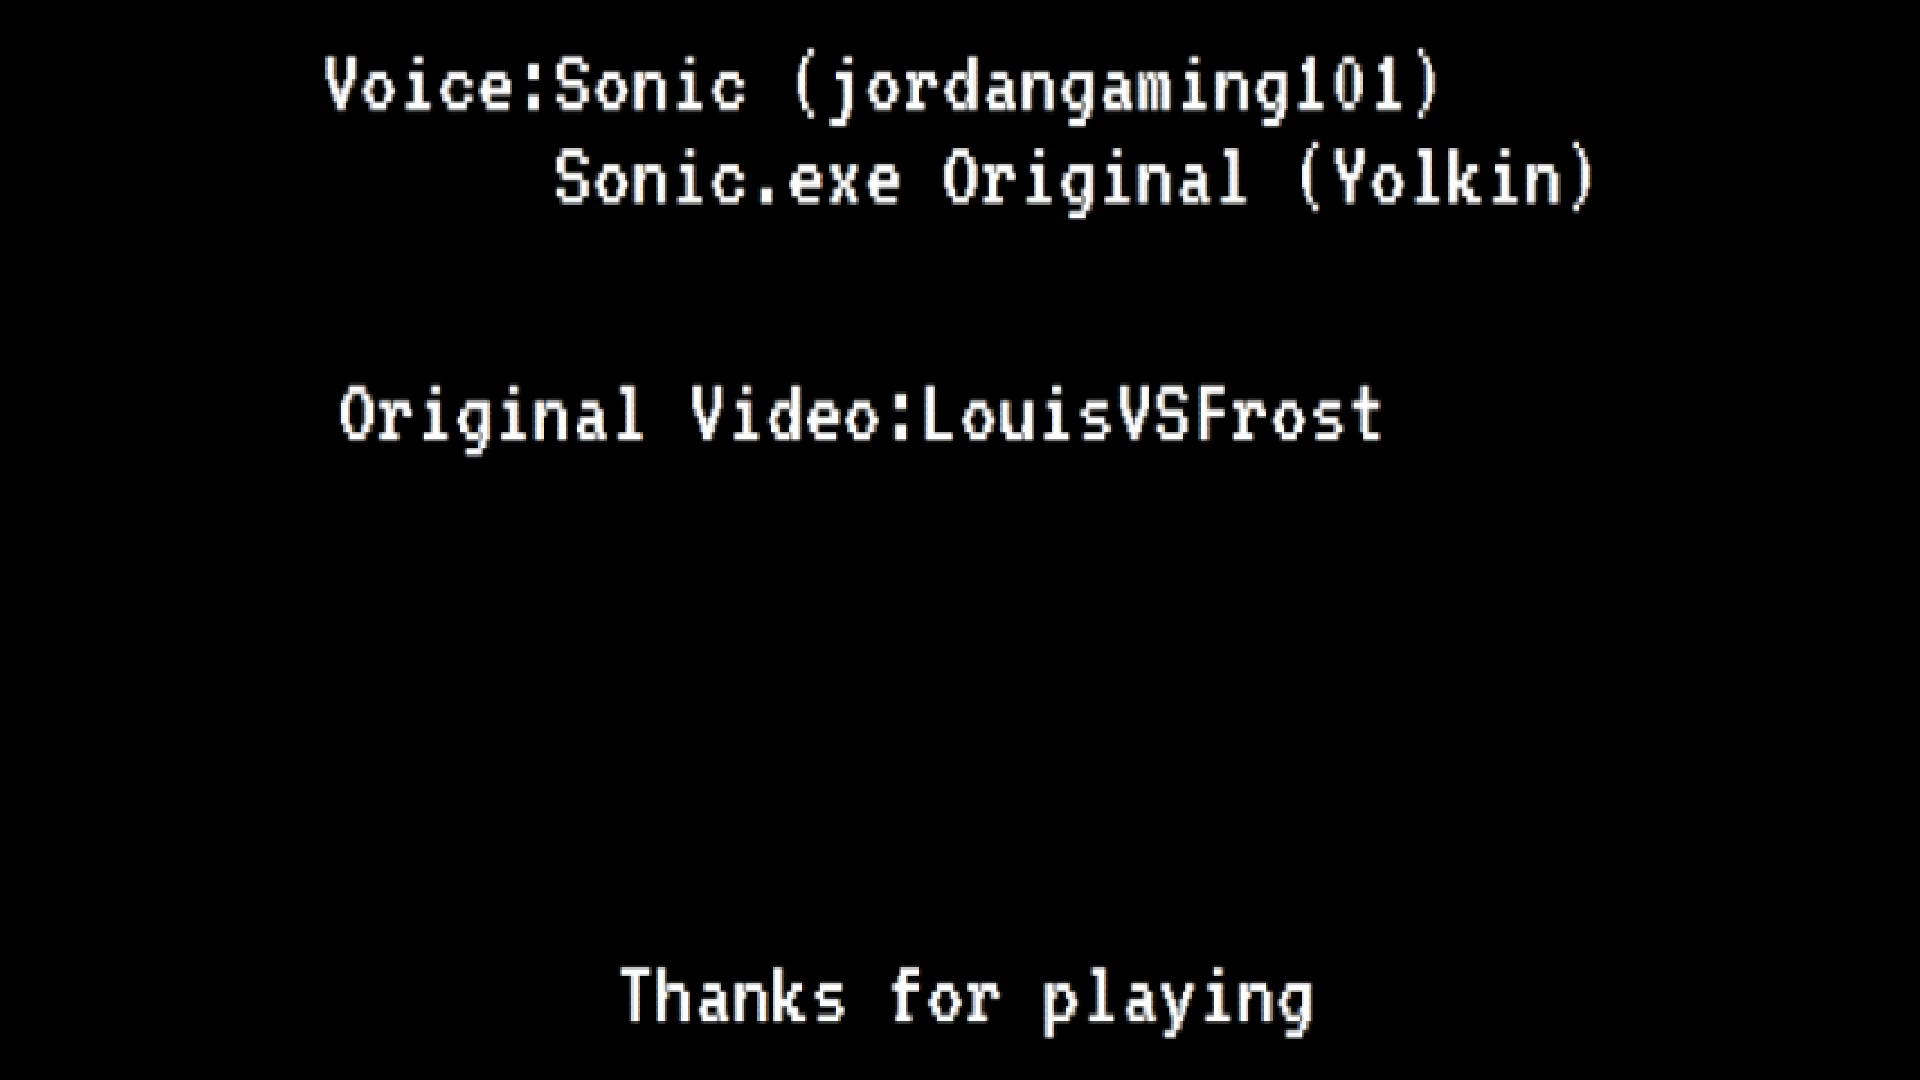 Voice:Sonic (jordangaming101)
Sonic.exe Original (Yolkin)
Original Video:LouisVSFrost
Thanks for playing